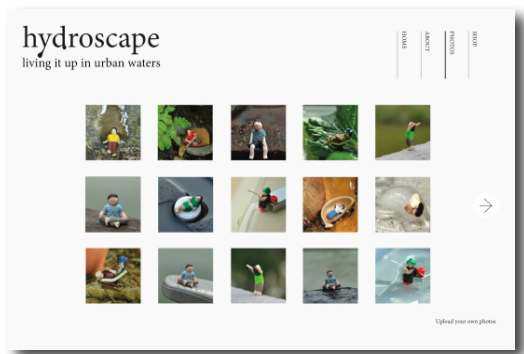 hydroscape
living it up in urban waters
HOME
ABOUT
PHOTOS
SHOP
Upload your own photos